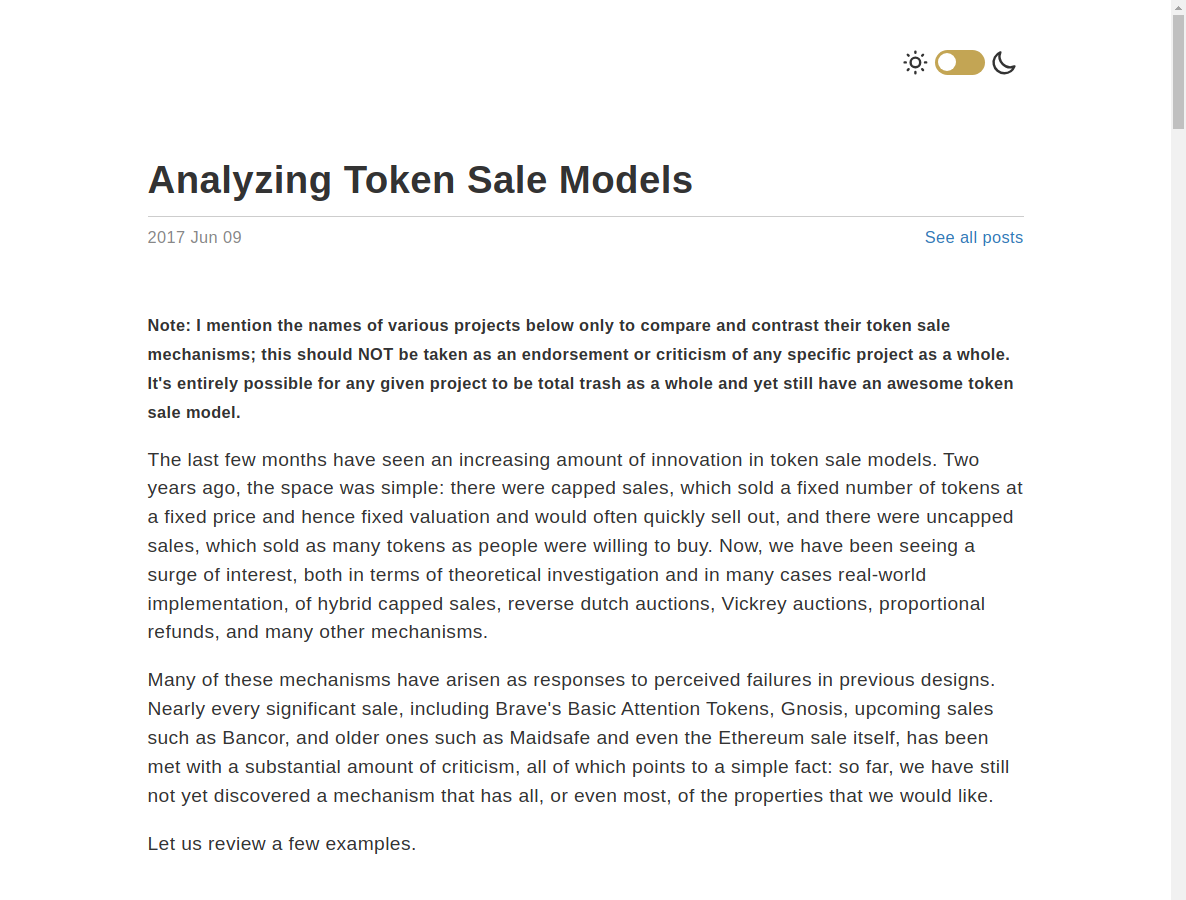 Analyzing Token Sale Models
2017 Jun 09
See all posts
Note: I mention the names of various projects below only to compare and contrast their token sale
mechanisms; this should NOT be taken as an endorsement or criticism of any specific project as a whole.
It's entirely possible for any given project to be total trash as a whole and yet still have an awesome token
sale model.
The last few months have seen an increasing amount of innovation in token sale models. Two
years ago, the space was simple: there were capped sales, which sold a fixed number of tokens at
a fixed price and hence fixed valuation and would often quickly sell out, and there were uncapped
sales, which sold as many tokens as people were willing to buy. Now, we have been seeing a
surge of interest, both in terms of theoretical investigation and in many cases real-world
implementation, of hybrid capped sales, reverse dutch auctions, Vickrey auctions, proportional
refunds, and many other mechanisms.
Many of these mechanisms have arisen as responses to perceived failures in previous designs.
Nearly every significant sale, including Brave's Basic Attention Tokens, Gnosis, upcoming sales
such as Bancor, and older ones such as Maidsafe and even the Ethereum sale itself, has been
met with a substantial amount of criticism, all of which points to a simple fact: so far, we have still
not yet discovered a mechanism that has all, or even most, of the properties that we would like.
Let us review a few examples.